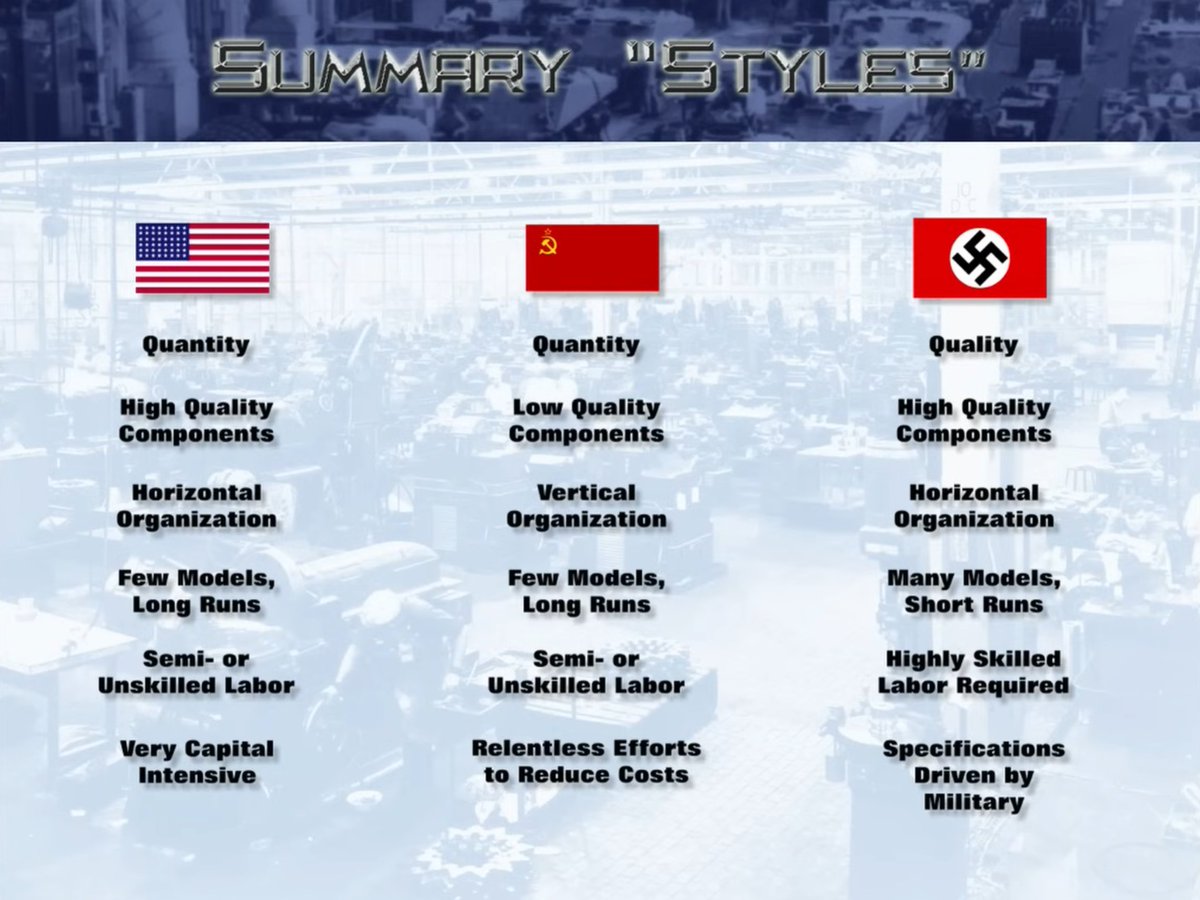 Summary "Styles"
Quantity
High Quality
Components
Horizontal
Organization
Few Models,
Long Runs
Semi- or
Unskilled Labor
Very Capital
Intensive
Quantity
Low Quality
Components
Vertical
Organization
Few Models,
Long Runs
Semi- or
Unskilled Labor
Relentless Efforts
to Reduce Costs
Quality
High Quality
Components
Horizontal
Organization
Many Models,
Short Runs
Highly Skilled
Labor Required
Specifications
Driven by
Military